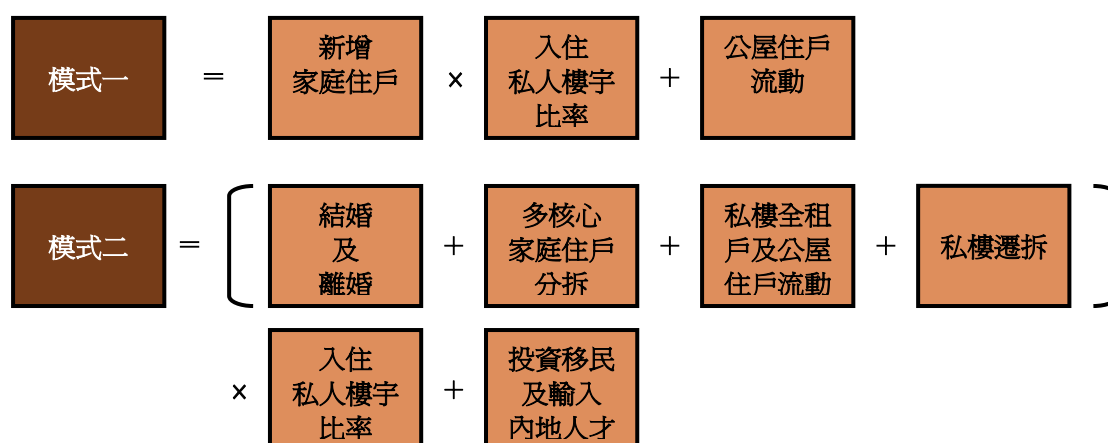 模式一 = 新增家庭住戶 × 入住私人樓宇比率 + 公屋住戶流動
模式二 = ( 結婚及離婚 + 多核心家庭住戶分拆 + 私樓全租戶及公屋住戶流動 + 私樓遷拆 )
× 入住私人樓宇比率 + 投資移民及輸入內地人才